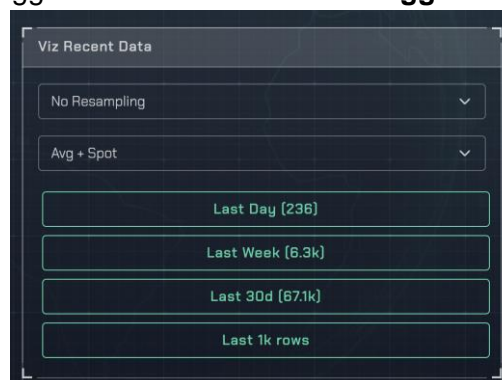 Viz Recent Data
No Resampling
Avg + Spot
Last Day (236)
Last Week (6.3k)
Last 30d (67.1k)
Last 1k rows